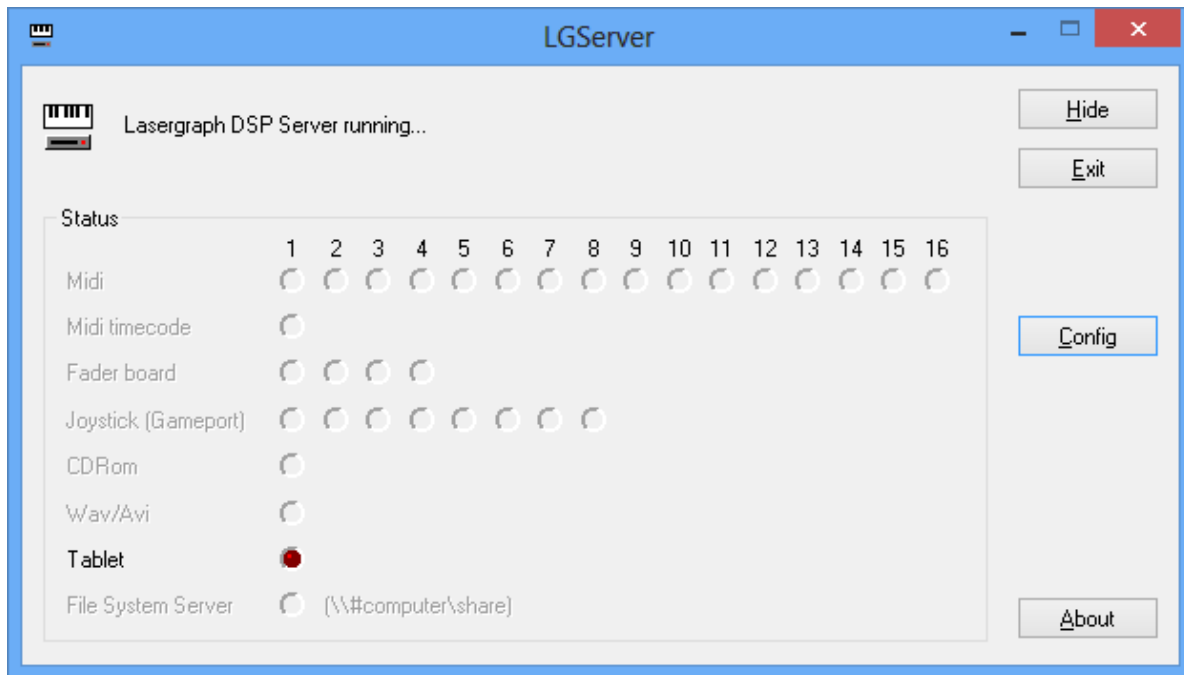 LGServer
Lasergraph DSP Server running...
Hide
Exit
Status
1 2 3 4 5 6 7 8 9 10 11 12 13 14 15 16
Midi
Midi timecode
Config
Fader board
Joystick (Gameport)
CDRom
Wav/Avi
Tablet
File System Server (\\#computer\share)
About